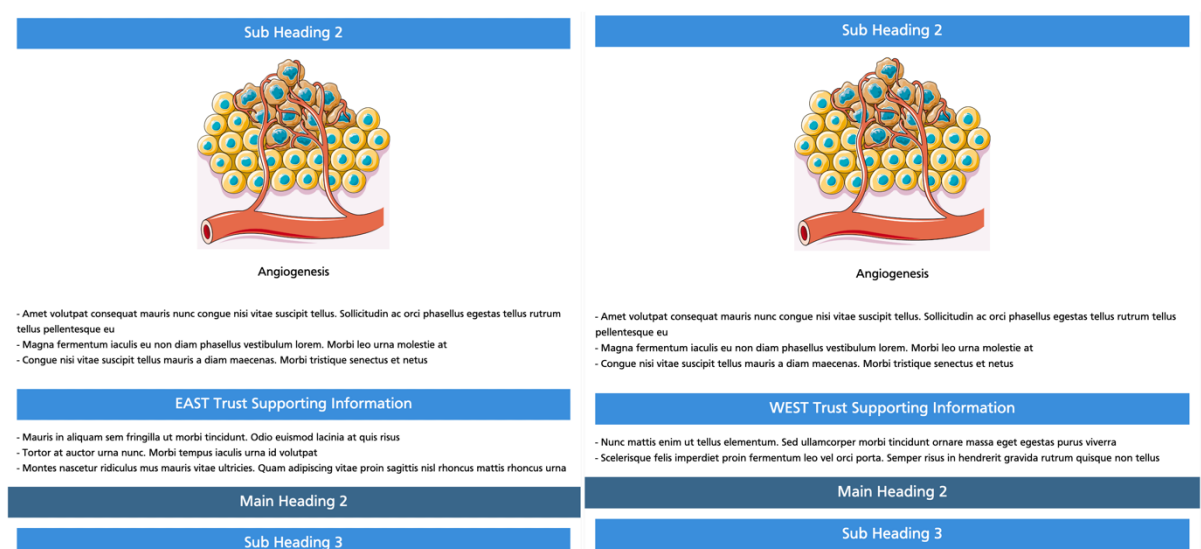 Sub Heading 2
Angiogenesis
- Amet volutpat consequat mauris nunc congue nisi vitae suscipit tellus. Sollicitudin ac orci phasellus egestas tellus rutrum
tellus pellentesque eu
- Magna fermentum iaculis eu non diam phasellus vestibulum lorem. Morbi leo urna molestie at
- Congue nisi vitae suscipit tellus mauris a diam maecenas. Morbi tristique senectus et netus
EAST Trust Supporting Information
- Mauris in aliquam sem fringilla ut morbi tincidunt. Odio euismod lacinia at quis risus
- Tortor at auctor urna nunc. Morbi tempus iaculis urna id volutpat
- Montes nascetur ridiculus mus mauris vitae ultricies. Quam adipiscing vitae proin sagittis nisl rhoncus mattis rhoncus urna
Main Heading 2
Sub Heading 3
Sub Heading 2
Angiogenesis
- Amet volutpat consequat mauris nunc congue nisi vitae suscipit tellus. Sollicitudin ac orci phasellus egestas tellus rutrum tellus
pellentesque eu
- Magna fermentum iaculis eu non diam phasellus vestibulum lorem. Morbi leo urna molestie at
- Congue nisi vitae suscipit tellus mauris a diam maecenas. Morbi tristique senectus et netus
WEST Trust Supporting Information
- Nunc mattis enim ut tellus elementum. Sed ullamcorper morbi tincidunt ornare massa eget egestas purus viverra
- Scelerisque felis imperdiet proin fermentum leo vel orci porta. Semper risus in hendrerit gravida rutrum quisque non tellus
Main Heading 2
Sub Heading 3